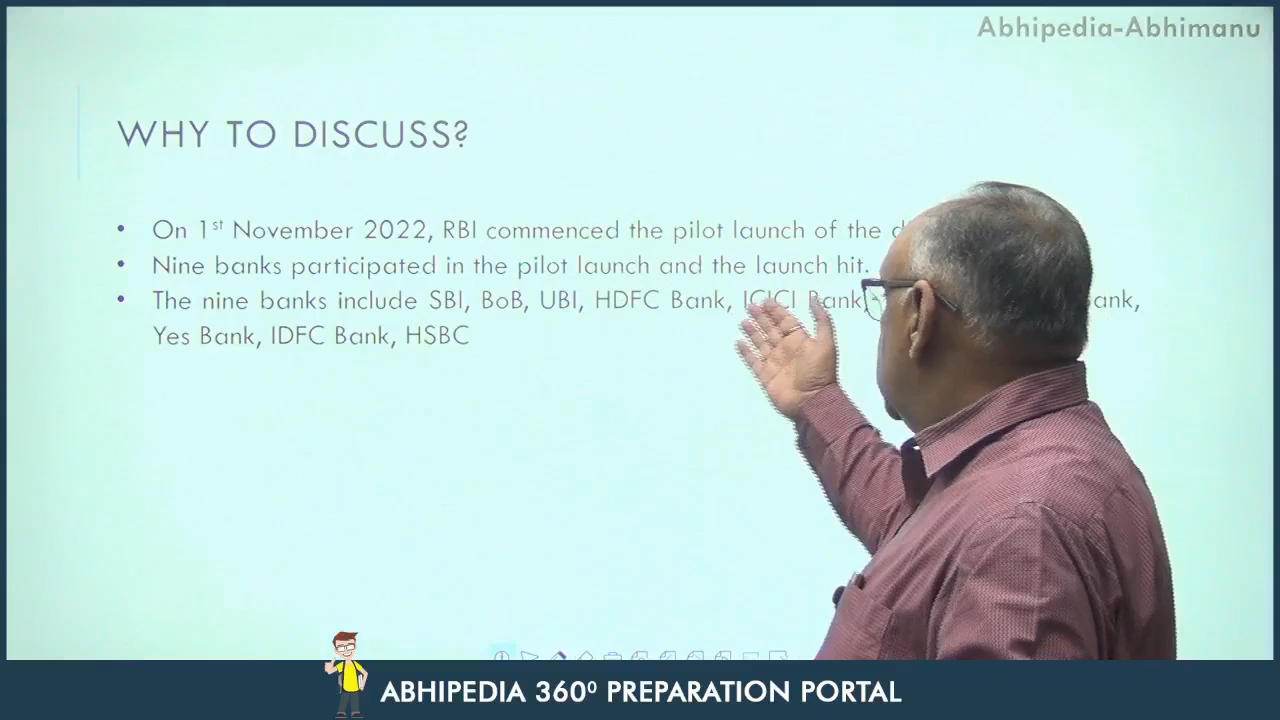 Abhipedia-Abhimanu
WHY TO DISCUSS?
• On 1st November 2022, RBI commenced the pilot launch of the
• Nine banks participated in the pilot launch and the launch hit.
• The nine banks include SBI, BoB, UBI, HDFC Bank, ICICI Bank,
Yes Bank, IDFC Bank, HSBC
ABHIPEDIA 360⁰ PREPARATION PORTAL